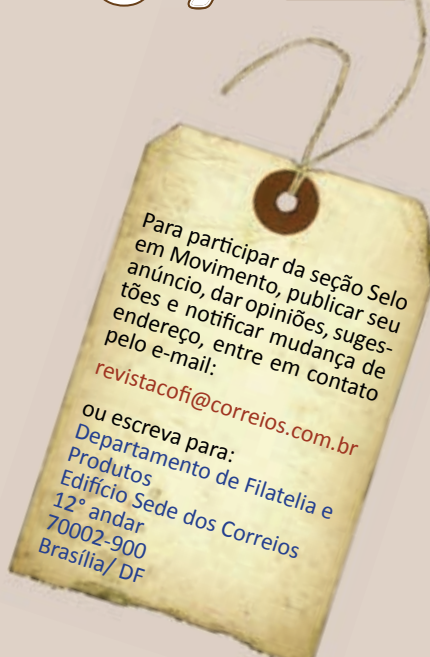 Para participar da seção Selo
em Movimento, publicar seu
anúncio, dar opiniões, suges-
tões e notificar mudança de
endereço, entre em contato
pelo e-mail:
revistacofi@correios.com.br
ou escreva para:
Departamento de Filatelia e
Produtos
Edifício Sede dos Correios
12° andar
70002-900
Brasília/ DF